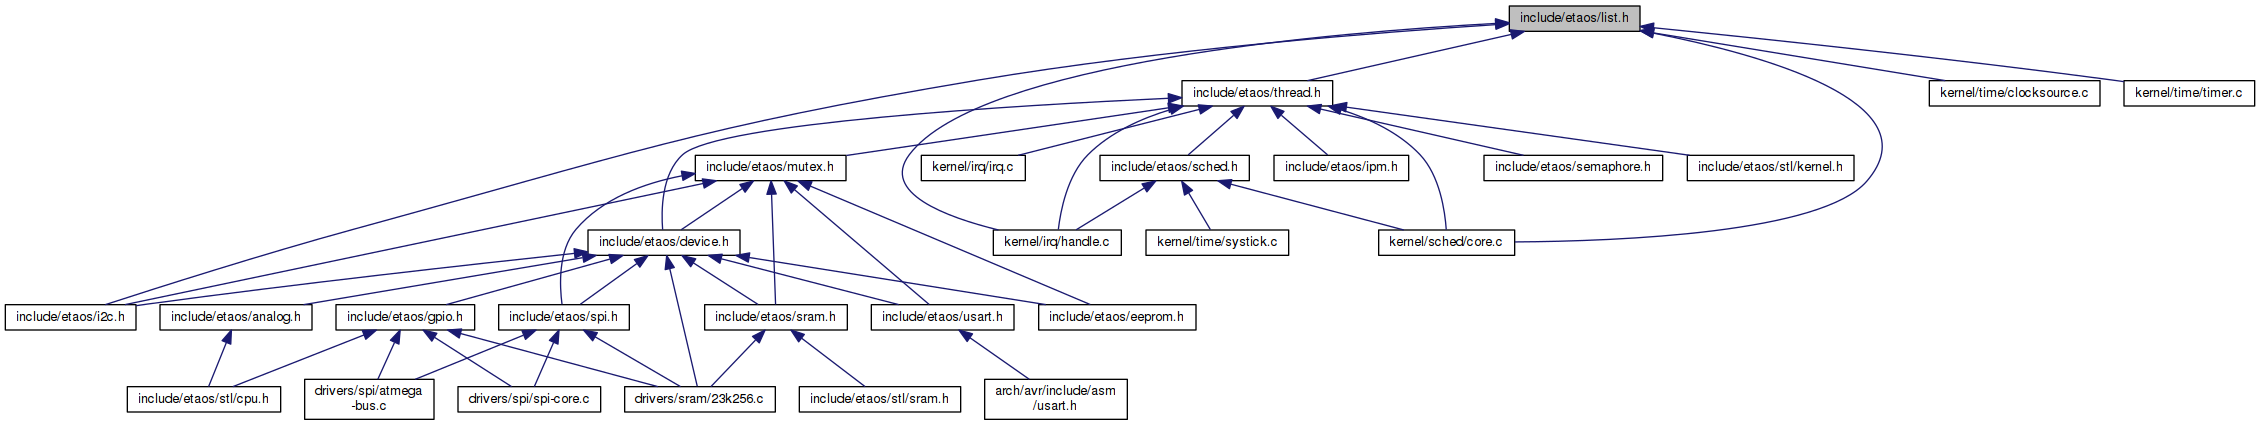 include/etaos/list.h
include/etaos/thread.h
kernel/time/clocksource.c
kernel/time/timer.c
include/etaos/mutex.h
kernel/irq/irq.c
include/etaos/sched.h
include/etaos/ipm.h
include/etaos/semaphore.h
include/etaos/stl/kernel.h
include/etaos/device.h
kernel/irq/handle.c
kernel/time/systick.c
kernel/sched/core.c
include/etaos/i2c.h
include/etaos/analog.h
include/etaos/gpio.h
include/etaos/spi.h
include/etaos/sram.h
include/etaos/usart.h
include/etaos/eeprom.h
include/etaos/stl/cpu.h
drivers/spi/atmega
-bus.c
drivers/spi/spi-core.c
drivers/sram/23k256.c
include/etaos/stl/sram.h
arch/avr/include/asm
/usart.h